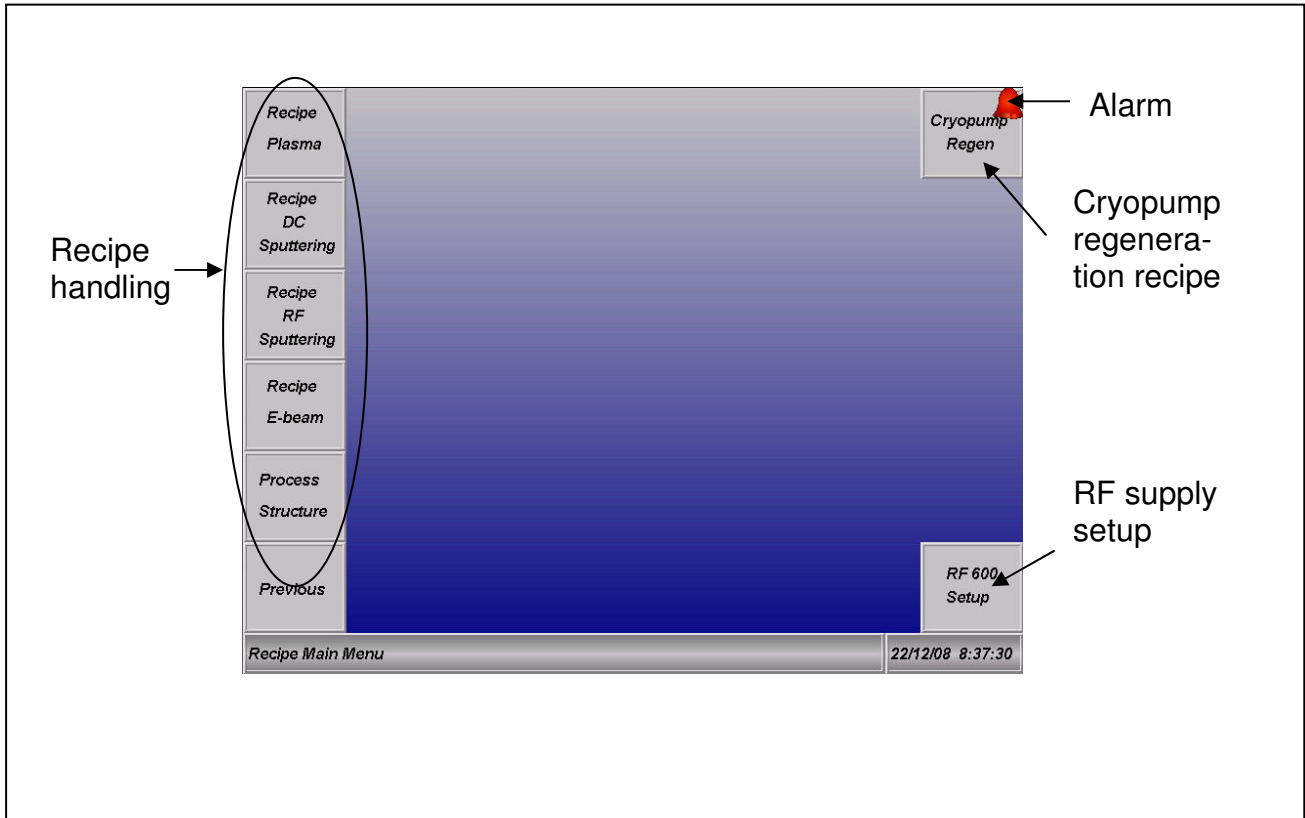 Recipe
Plasma
Recipe
DC
Sputtering
Recipe
RF
Sputtering
Recipe
E-beam
Process
Structure
Previous
Recipe
handling
Cryopump
Regen
Alarm
Cryopump
regenera-
tion recipe
RF supply
setup
RF 600
Setup
Recipe Main Menu
22/12/08 8:37:30